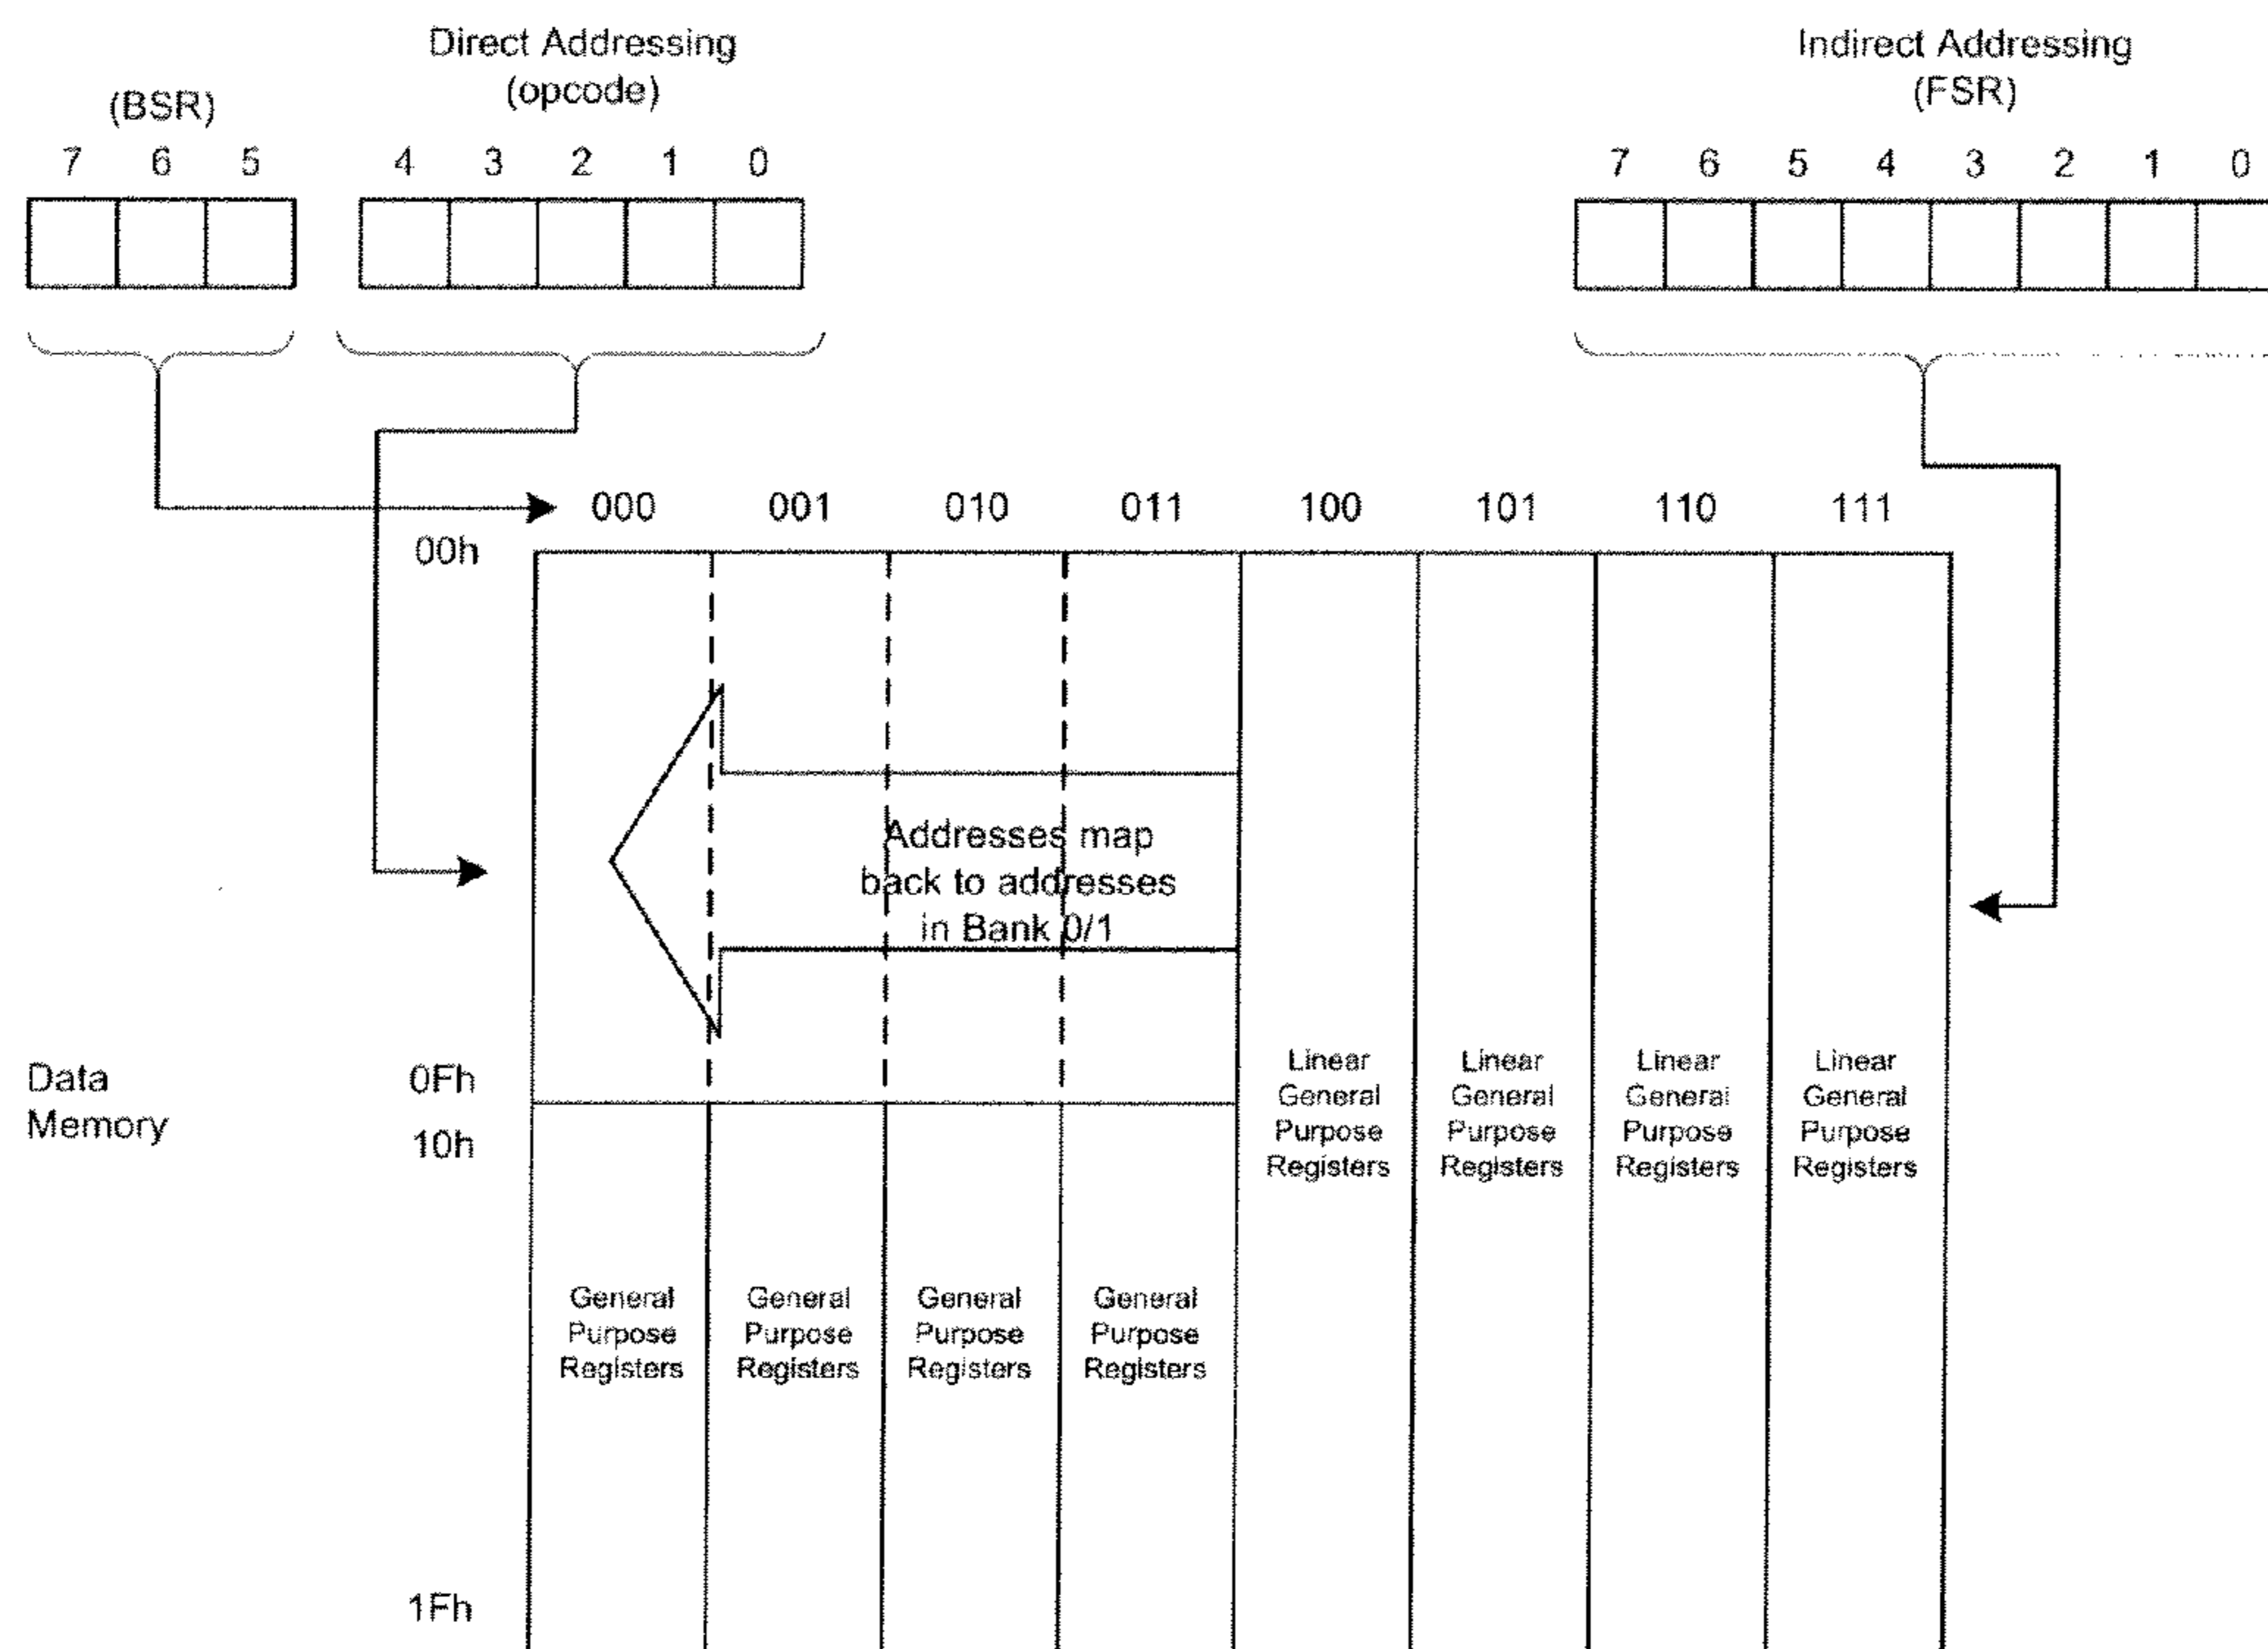 Direct Addressing
(opcode)
Indirect Addressing
(FSR)
(BSR)
7 6 5
4 3 2 1 0
7 6 5 4 3 2 1 0
000 001 010 011 100 101 110 111
00h
Addresses map
back to addresses
in Bank 0/1
Data
Memory
0Fh
10h
Linear
General
Purpose
Registers
Linear
General
Purpose
Registers
Linear
General
Purpose
Registers
Linear
General
Purpose
Registers
General
Purpose
Registers
General
Purpose
Registers
General
Purpose
Registers
General
Purpose
Registers
1Fh